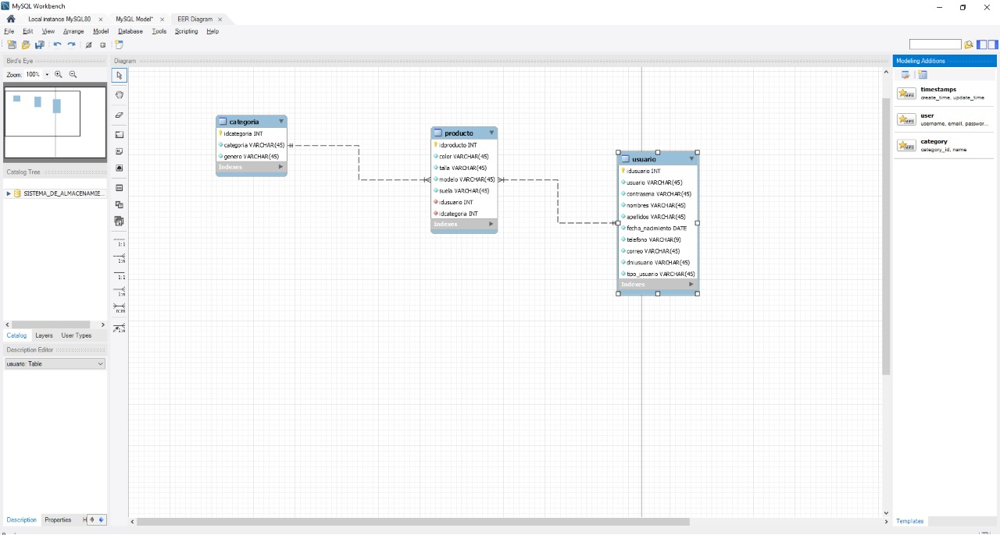 MySQL Workbench
Local instance MySQL80
MySQL Model*
EER Diagram
File Edit View Arrange Model Database Tools Scripting Help
Bird's Eye
Zoom: 100%
Catalog Tree
SISTEMA_DE_ALMACENAMIE...
Catalog Layers User Types
Description Editor
usuario: Table
Description Properties H
Diagram
1:1
1:n
1:1
1:n
n:m
1:n
categoria
idcategoria INT
categoria VARCHAR(45)
genero VARCHAR(45)
Indexes
producto
idproducto INT
color VARCHAR(45)
talla VARCHAR(45)
modelo VARCHAR(45)
suela VARCHAR(45)
idusuario INT
idcategoria INT
Indexes
usuario
idusuario INT
usuario VARCHAR(45)
contrasena VARCHAR(45)
nombres VARCHAR(45)
apellidos VARCHAR(45)
fecha_nacimiento DATE
telefono VARCHAR(9)
correo VARCHAR(45)
dniusuario VARCHAR(45)
tipo_usuario VARCHAR(45)
Indexes
Modeling Additions
timestamps
create_time, update_time
user
username, email, passwor...
category
category_id, name
Templates